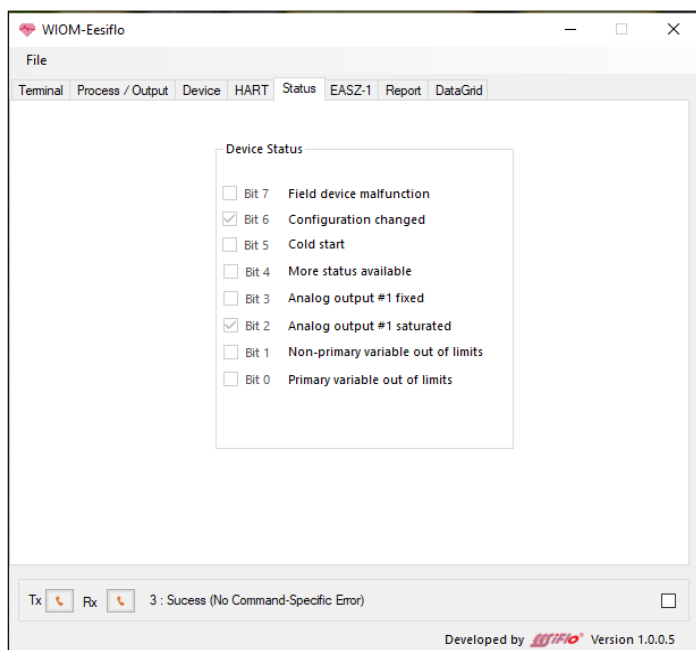 WIOM-Eesiflo
File
Terminal Process / Output Device HART Status EASZ-1 Report DataGrid
Device Status
Bit 7 Field device malfunction
Bit 6 Configuration changed
Bit 5 Cold start
Bit 4 More status available
Bit 3 Analog output #1 fixed
Bit 2 Analog output #1 saturated
Bit 1 Non-primary variable out of limits
Bit 0 Primary variable out of limits
Tx Rx 3 : Sucess (No Command-Specific Error)
Developed by Version 1.0.0.5